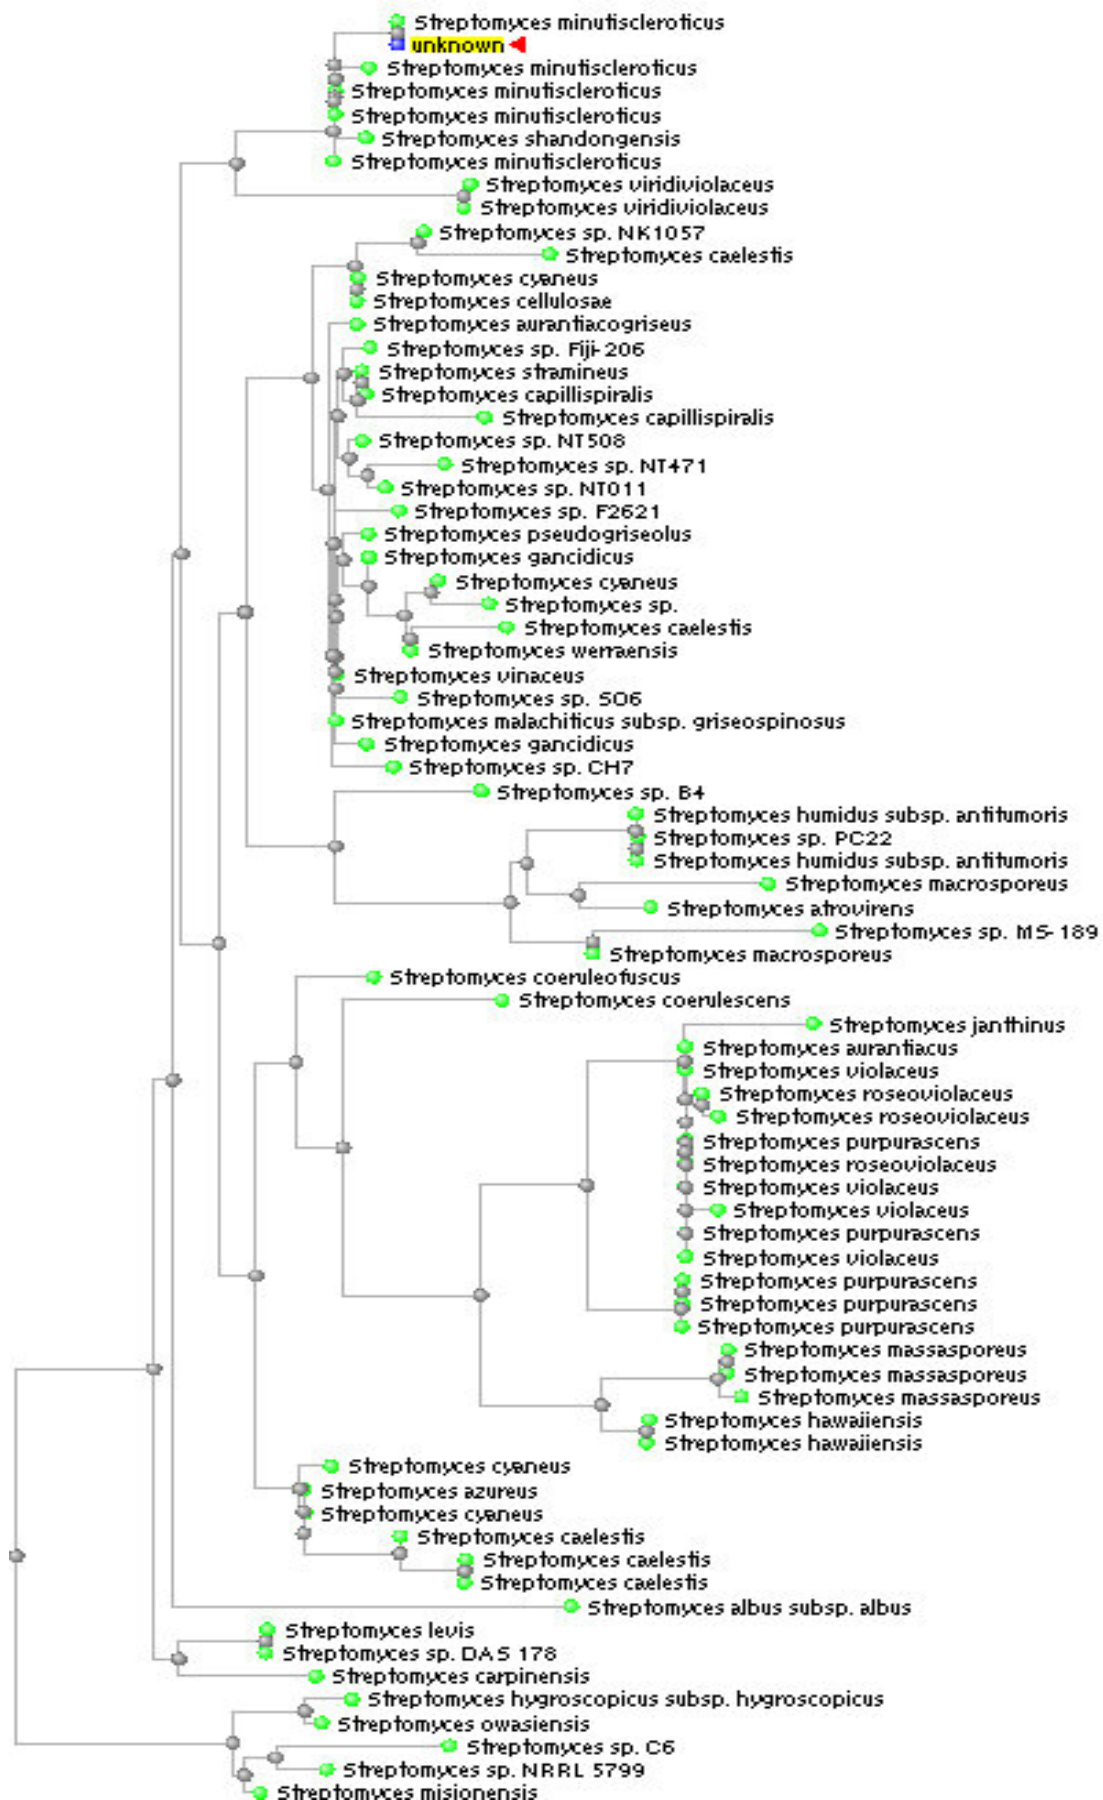 Streptomyces minutiscleroticus
unknown
Streptomyces minutiscleroticus
Streptomyces minutiscleroticus
Streptomyces minutiscleroticus
Streptomyces shandongensis
Streptomyces minutiscleroticus
Streptomyces viridiviolaceus
Streptomyces viridiviolaceus
Streptomyces sp. NK1057
Streptomyces caelestis
Streptomyces cyaneus
Streptomyces cellulosae
Streptomyces aurantiacogriseus
Streptomyces sp. Fiji-206
Streptomyces stramineus
Streptomyces capillispiralis
Streptomyces capillispiralis
Streptomyces sp. NT508
Streptomyces sp. NT471
Streptomyces sp. NT011
Streptomyces sp. F2621
Streptomyces pseudogriseolus
Streptomyces gancidicus
Streptomyces cyaneus
Streptomyces sp.
Streptomyces caelestis
Streptomyces werraensis
Streptomyces vinaceus
Streptomyces sp. SO6
Streptomyces malachiticus subsp. griseospinosus
Streptomyces gancidicus
Streptomyces sp. CH7
Streptomyces sp. B4
Streptomyces humidus subsp. antitumoris
Streptomyces sp. PC22
Streptomyces humidus subsp. antitumoris
Streptomyces macrosporeus
Streptomyces atrovirens
Streptomyces sp. MS-189
Streptomyces macrosporeus
Streptomyces coeruleofuscus
Streptomyces coerulescens
Streptomyces janthinus
Streptomyces aurantiacus
Streptomyces violaceus
Streptomyces roseoviolaceus
Streptomyces roseoviolaceus
Streptomyces purpurascens
Streptomyces roseoviolaceus
Streptomyces violaceus
Streptomyces violaceus
Streptomyces purpurascens
Streptomyces violaceus
Streptomyces purpurascens
Streptomyces purpurascens
Streptomyces purpurascens
Streptomyces massasporeus
Streptomyces massasporeus
Streptomyces massasporeus
Streptomyces hawaiiensis
Streptomyces hawaiiensis
Streptomyces cyaneus
Streptomyces azureus
Streptomyces cyaneus
Streptomyces caelestis
Streptomyces caelestis
Streptomyces caelestis
Streptomyces albus subsp. albus
Streptomyces levis
Streptomyces sp. DAS 178
Streptomyces carpinensis
Streptomyces hygroscopicus subsp. hygroscopicus
Streptomyces owasiensis
Streptomyces sp. C6
Streptomyces sp. NRRL 5799
Streptomyces misionensis